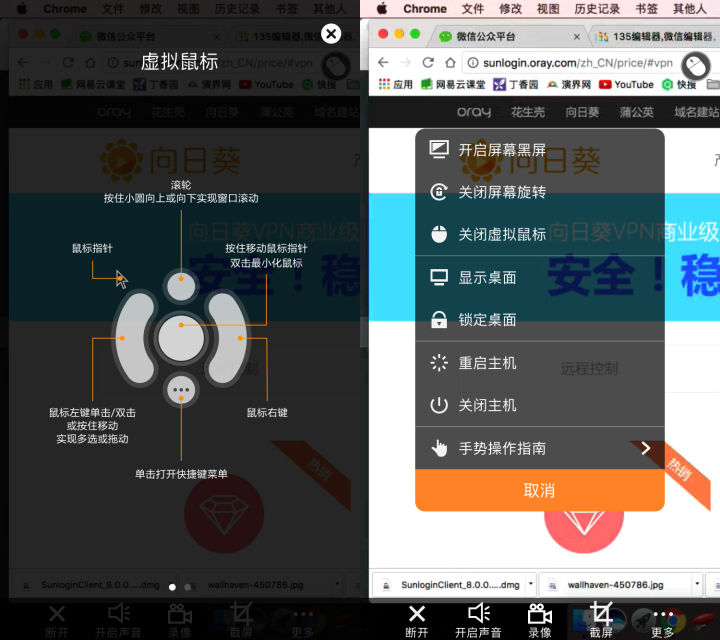 Chrome 文件 修改 视图 历史记录 书签 其他人
微信公众平台
135编辑器,微信编辑器,
sun
/zh_CN/price/#vpn
虚拟鼠标
应用 网易云课堂 丁香园 演界网 YouTube 快搜
oray 花生壳 向日葵 蒲公英 域名建站
向日葵
滚轮
按住小圆向上或向下实现窗口滚动
向日葵VPN商业级
安全！稳
鼠标指针
按住移动鼠标指针
双击最小化鼠标
鼠标左键单击/双击
或按住移动
实现多选或拖动
鼠标右键
单击打开快捷键菜单
热销
SunloginClient_8.0.0.....dmg
wallhaven-450786.jpg
断开 开启声音 录像 截屏 更多
Chrome 文件 修改 视图 历史记录 书签 其他人
微信公众平台
135编辑器,微信编辑器,
sunlogin.oray.com/zh_CN/price/#vpn
应用 网易云课堂 丁香园 演界网 YouTube 快搜
oray 花生壳 向日葵 蒲公英 域名建站
向日葵
开启屏幕黑屏
关闭屏幕旋转
关闭虚拟鼠标
向日葵VPN商业级
安全！稳
显示桌面
锁定桌面
重启主机
远程控制
关闭主机
手势操作指南
热销
取消
SunloginClient_8.0.0.....dmg
wallhaven-450786.jpg
断开 开启声音 录像 截屏 更多